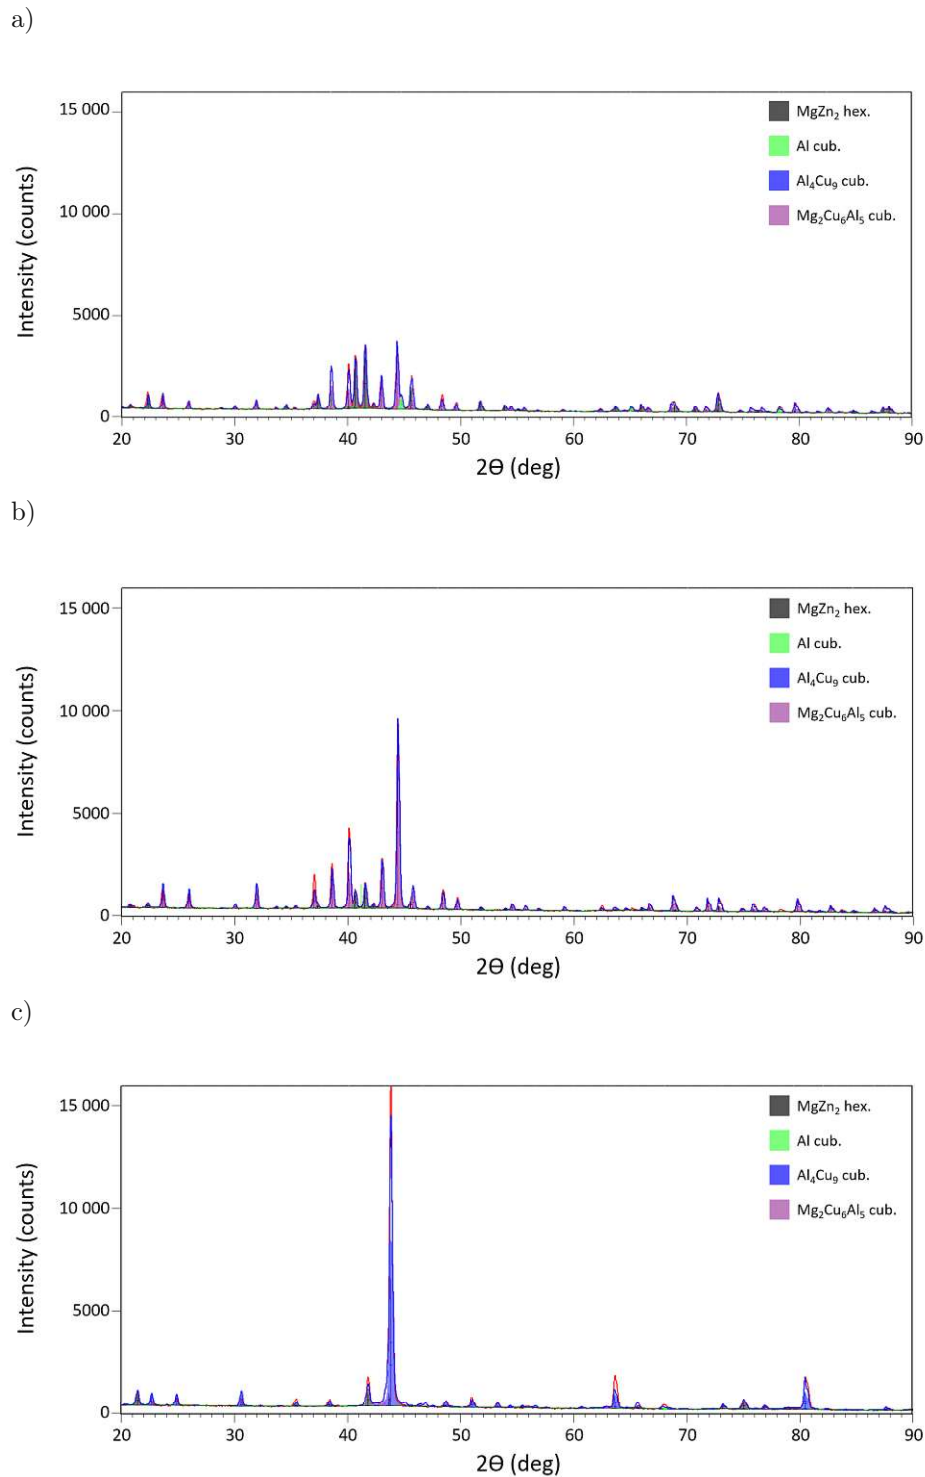 a)
15 000
10 000
5000
0
20 30 40 50 60 70 80 90
Intensity (counts)
2Θ (deg)
MgZn₂ hex.
Al cub.
Al₄Cu₉ cub.
Mg₂Cu₆Al₅ cub.
b)
15 000
10 000
5000
0
20 30 40 50 60 70 80 90
Intensity (counts)
2Θ (deg)
MgZn₂ hex.
Al cub.
Al₄Cu₉ cub.
Mg₂Cu₆Al₅ cub.
c)
15 000
10 000
5000
0
20 30 40 50 60 70 80 90
Intensity (counts)
2Θ (deg)
MgZn₂ hex.
Al cub.
Al₄Cu₉ cub.
Mg₂Cu₆Al₅ cub.